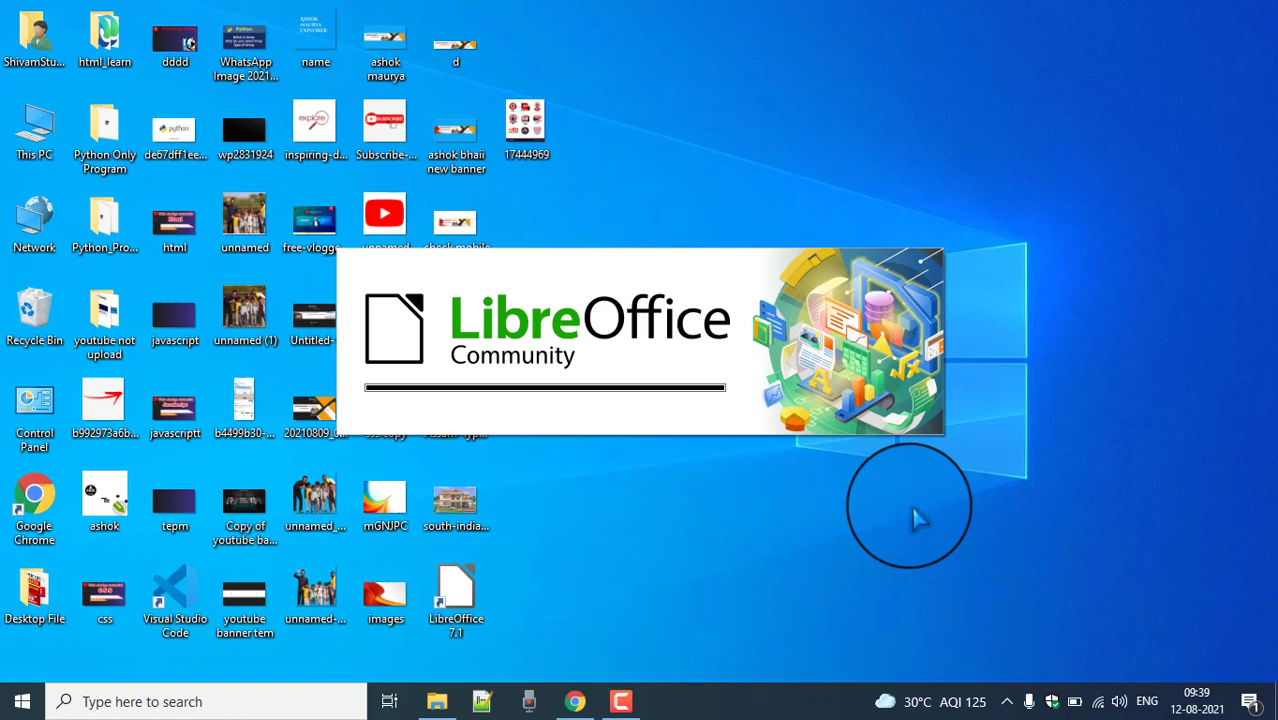 ShivamStu...
html_learn
dddd
WhatsApp
Image 2021...
name
ashok
maurya
d
This PC
Python Only
Program
de67dff1ee...
wp2831924
inspiring-d...
Subscribe-...
ashok bhaii
new banner
17444969
Network
Python_Pro...
html
unnamed
free-vlogge...
unnamed
check mobile
Recycle Bin
youtube not
upload
javascript
unnamed (1)
Untitled-
LibreOffice
Community
Control
Panel
b992973a6b...
javascriptt
b4499b30-...
20210809_0...
Google
Chrome
ashok
tepm
Copy of
youtube ba...
unnamed_...
mGNJPC
south-india...
Desktop File
css
Visual Studio
Code
youtube
banner tem
unnamed-...
images
LibreOffice
7.1
Type here to search
30°C AQI 125
ENG
09:39
12-08-2021